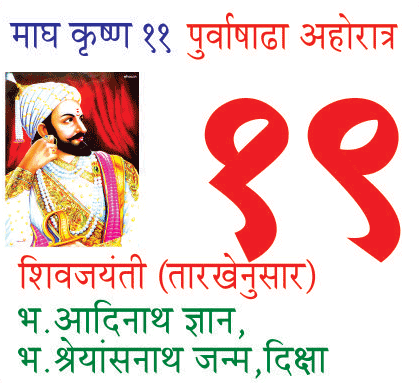 माघ कृष्ण ११ पुर्वाषाढा अहोरात्र
१९
शिवजयंती (तारखेनुसार)
भ.आदिनाथ ज्ञान,
भ.श्रेयांसनाथ जन्म,दिक्षा